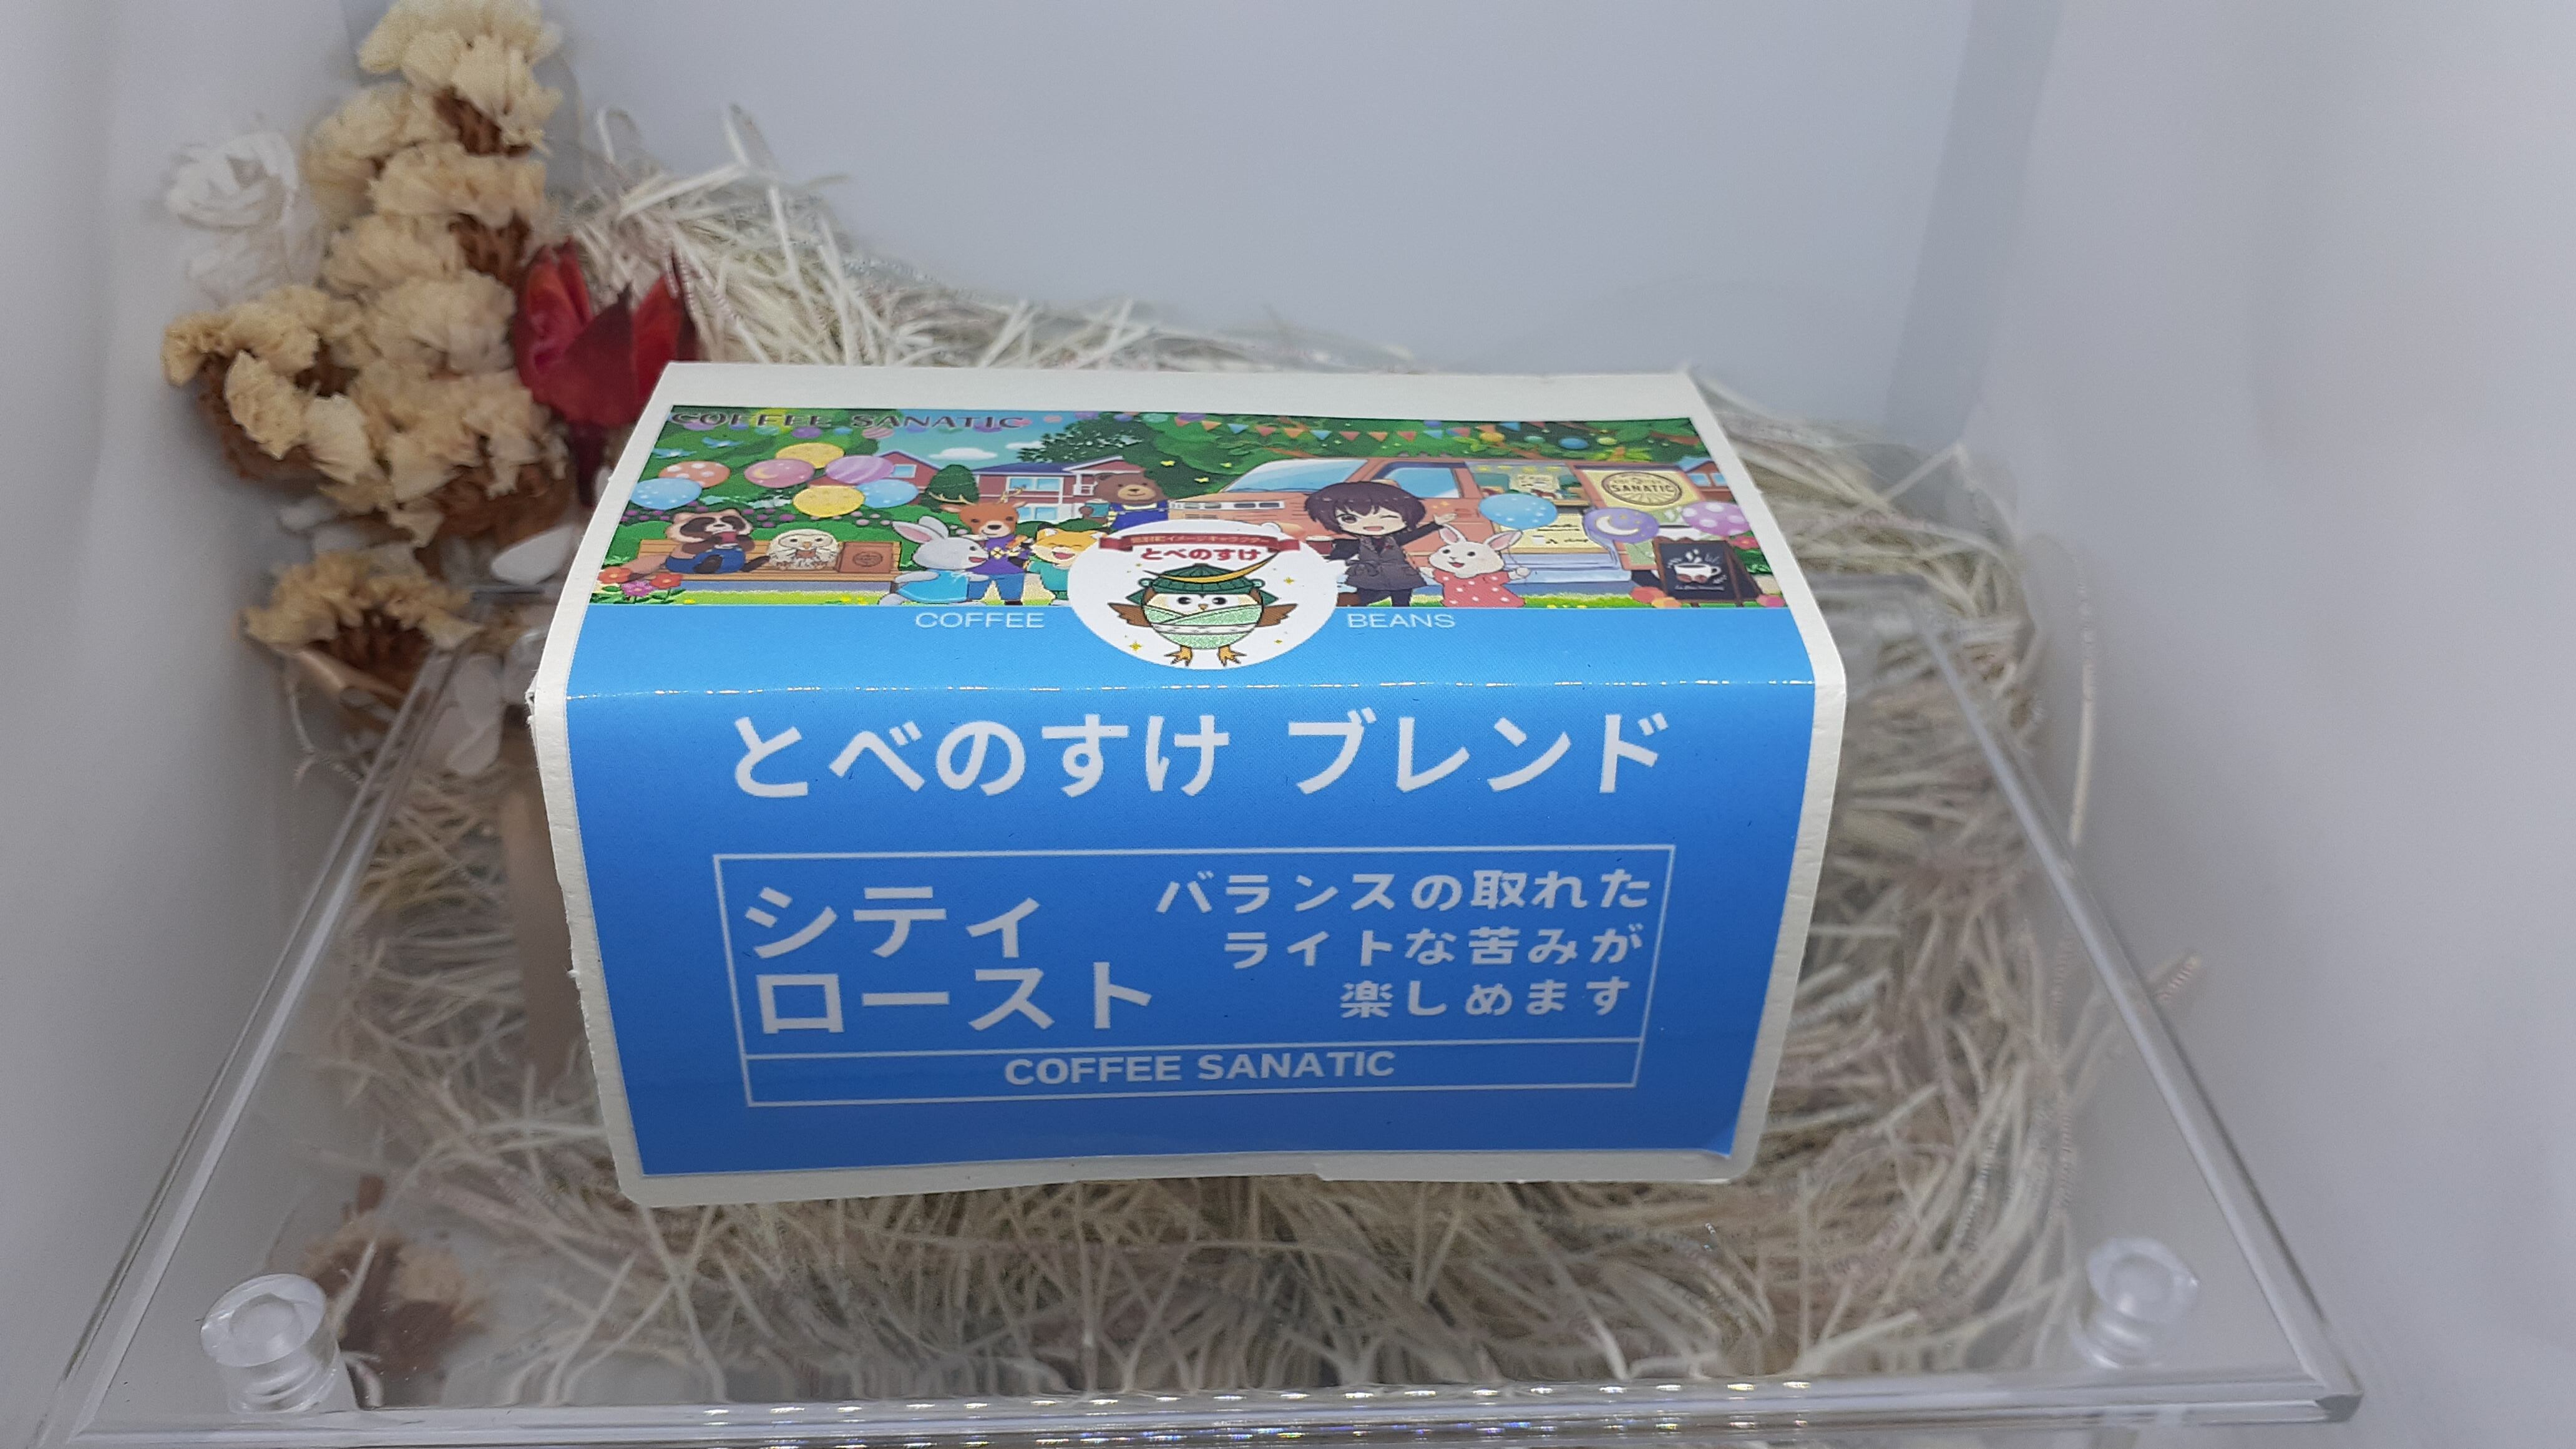 COFFEE SANATIC
SANATIC
とべのすけ
COFFEE BEANS
とべのすけ ブレンド
シティ
ロースト
バランスの取れた
ライトな苦みが
楽しめます
COFFEE SANATIC